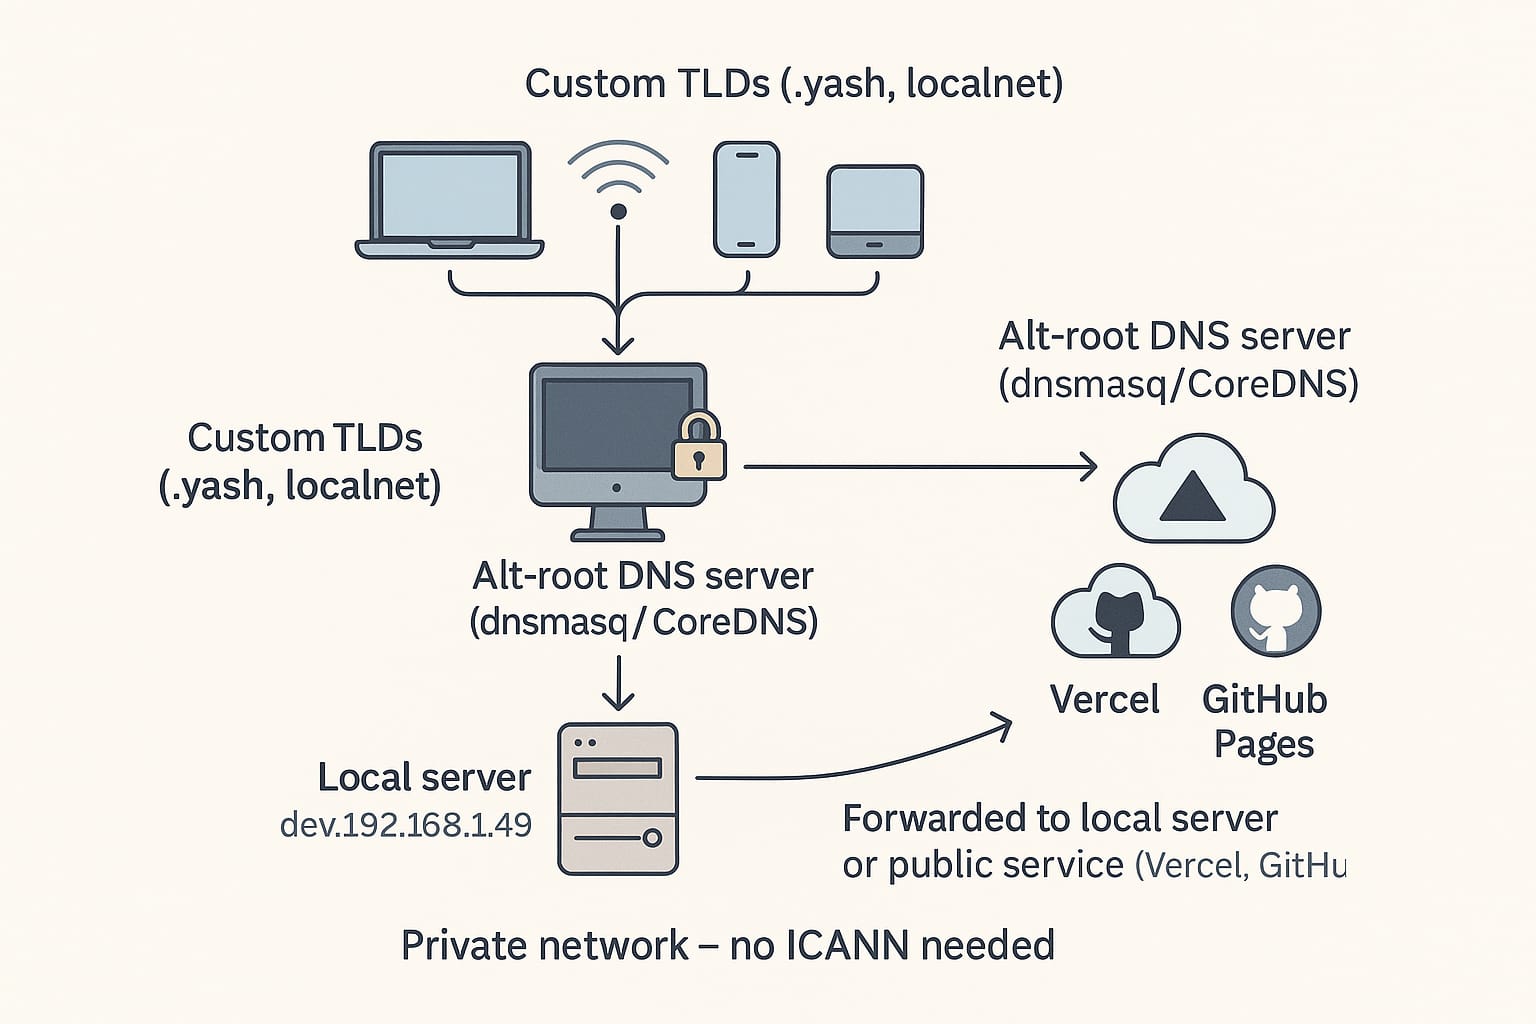 Custom TLDs (.yash, localnet)
Alt-root DNS server
(dnsmasq/CoreDNS)
Custom TLDs
(.yash, localnet)
Alt-root DNS server
(dnsmasq/CoreDNS)
Vercel
GitHub
Pages
Local server
dev.192.168.1.49
Forwarded to local server
or public service (Vercel, GitHu
Private network – no ICANN needed